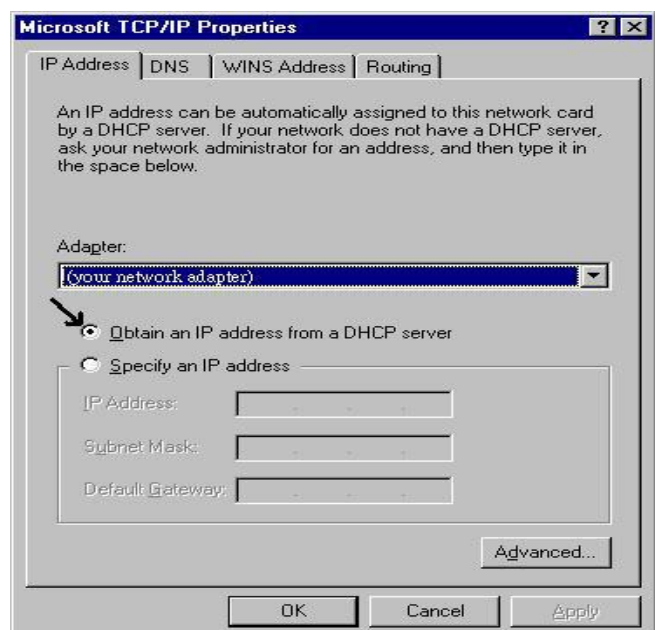 Microsoft TCP/IP Properties
IP Address DNS WINS Address Routing
An IP address can be automatically assigned to this network card
by a DHCP server. If your network does not have a DHCP server,
ask your network administrator for an address, and then type it in
the space below.
Adapter:
(your network adapter)
Obtain an IP address from a DHCP server
Specify an IP address
IP Address:
Subnet Mask:
Default Gateway:
Advanced...
OK Cancel Apply